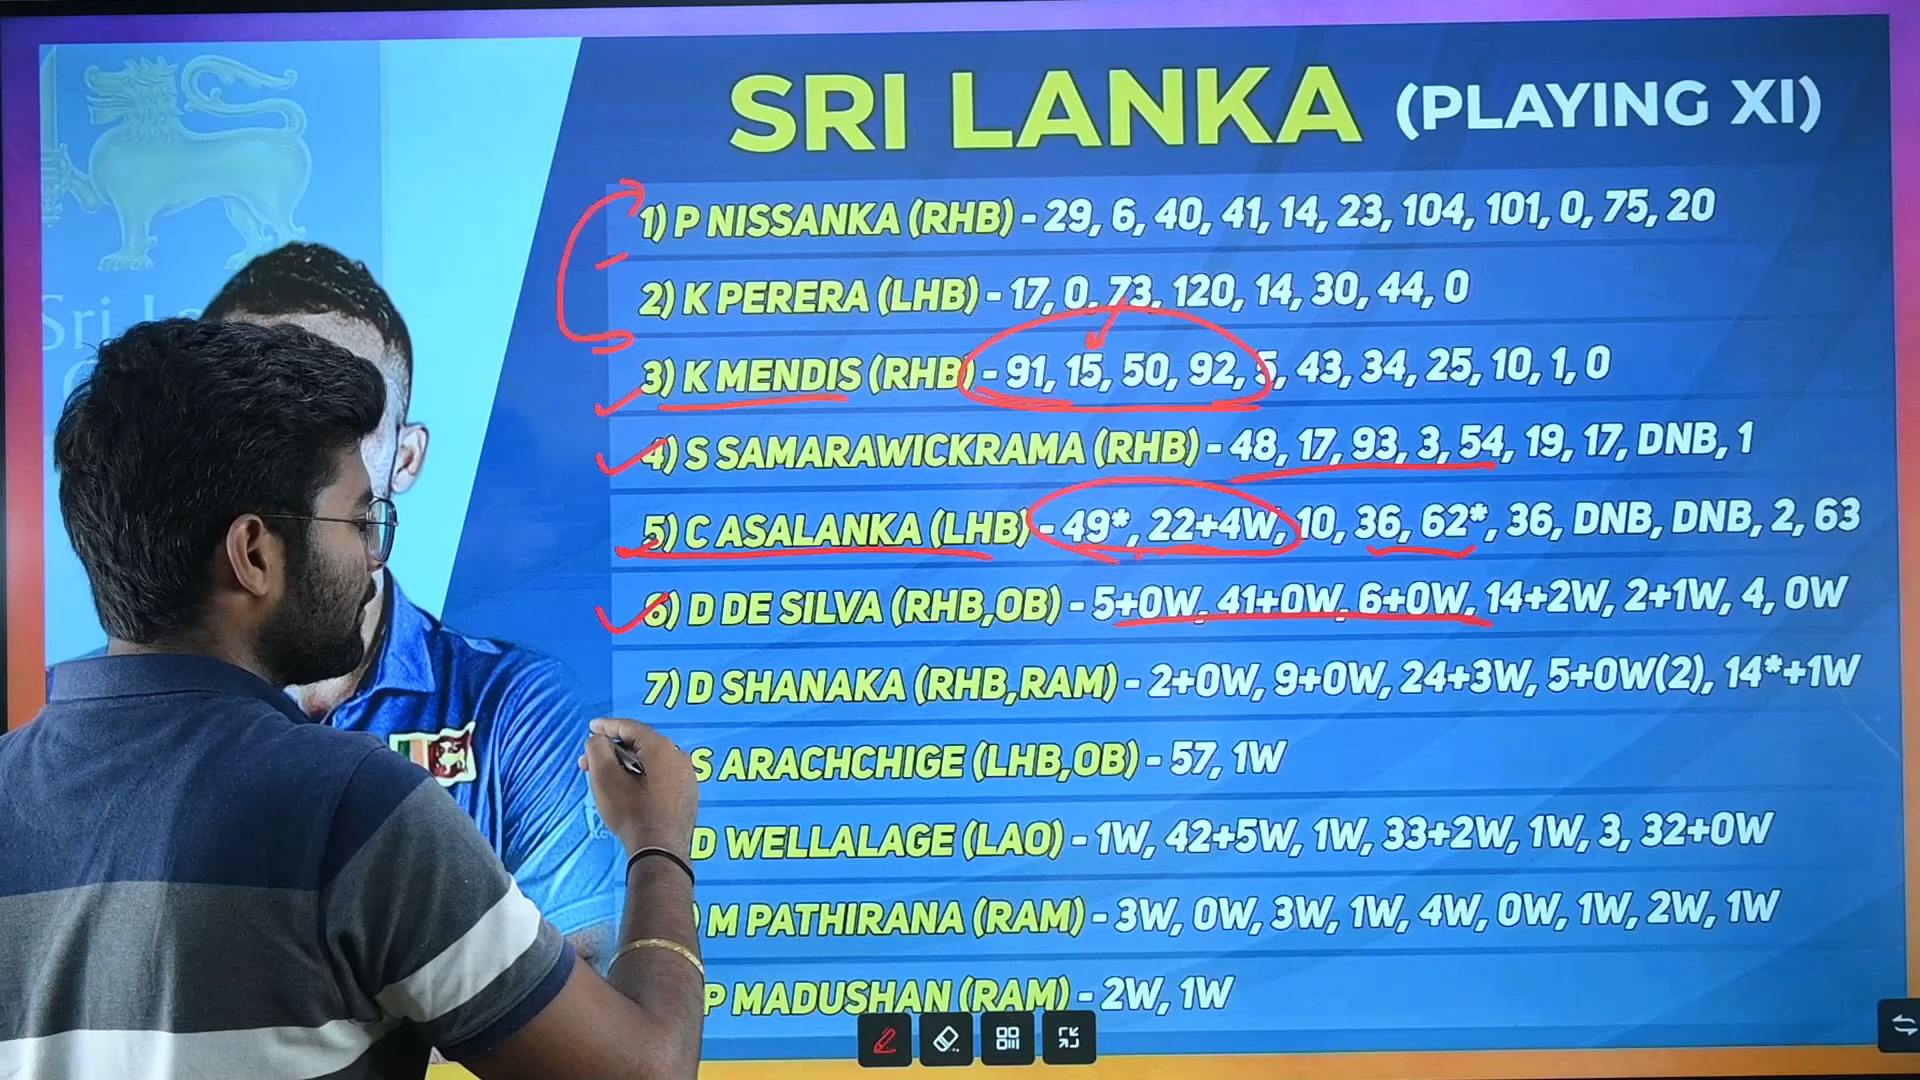 SRI LANKA (PLAYING XI)
1) P NISSANKA (RHB) - 29, 6, 40, 41, 14, 23, 104, 101, 0, 75, 20
2) K PERERA (LHB) - 17, 0, 73, 120, 14, 30, 44, 0
3) K MENDIS (RHB) - 91, 15, 50, 92, 5, 43, 34, 25, 10, 1, 0
4) S SAMARAWICKRAMA (RHB) - 48, 17, 93, 3, 54, 19, 17, DNB, 1
5) C ASALANKA (LHB) - 49*, 22+4W, 10, 36, 62*, 36, DNB, DNB, 2, 63
6) D DE SILVA (RHB,OB) - 5+0W, 41+0W, 6+0W, 14+2W, 2+1W, 4, 0W
7) D SHANAKA (RHB,RAM) - 2+0W, 9+0W, 24+3W, 5+0W(2), 14*+1W
S ARACHCHIGE (LHB,OB) - 57, 1W
D WELLALAGE (LAO) - 1W, 42+5W, 1W, 33+2W, 1W, 3, 32+0W
) M PATHIRANA (RAM) - 3W, 0W, 3W, 1W, 4W, 0W, 1W, 2W, 1W
P MADUSHAN (RAM) - 2W, 1W
Sri